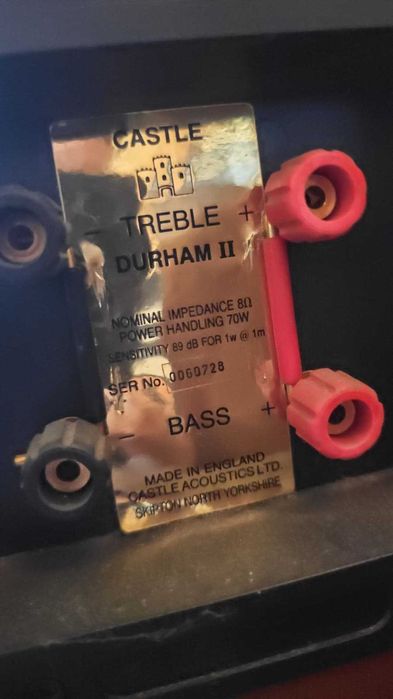 CASTLE
- TREBLE +
DURHAM II
NOMINAL IMPEDANCE 8Ω
POWER HANDLING 70W
SENSITIVITY 89 dB FOR 1w @ 1m
SER No. 0060728
- BASS +
MADE IN ENGLAND
CASTLE ACOUSTICS LTD.
SKIPTON NORTH YORKSHIRE